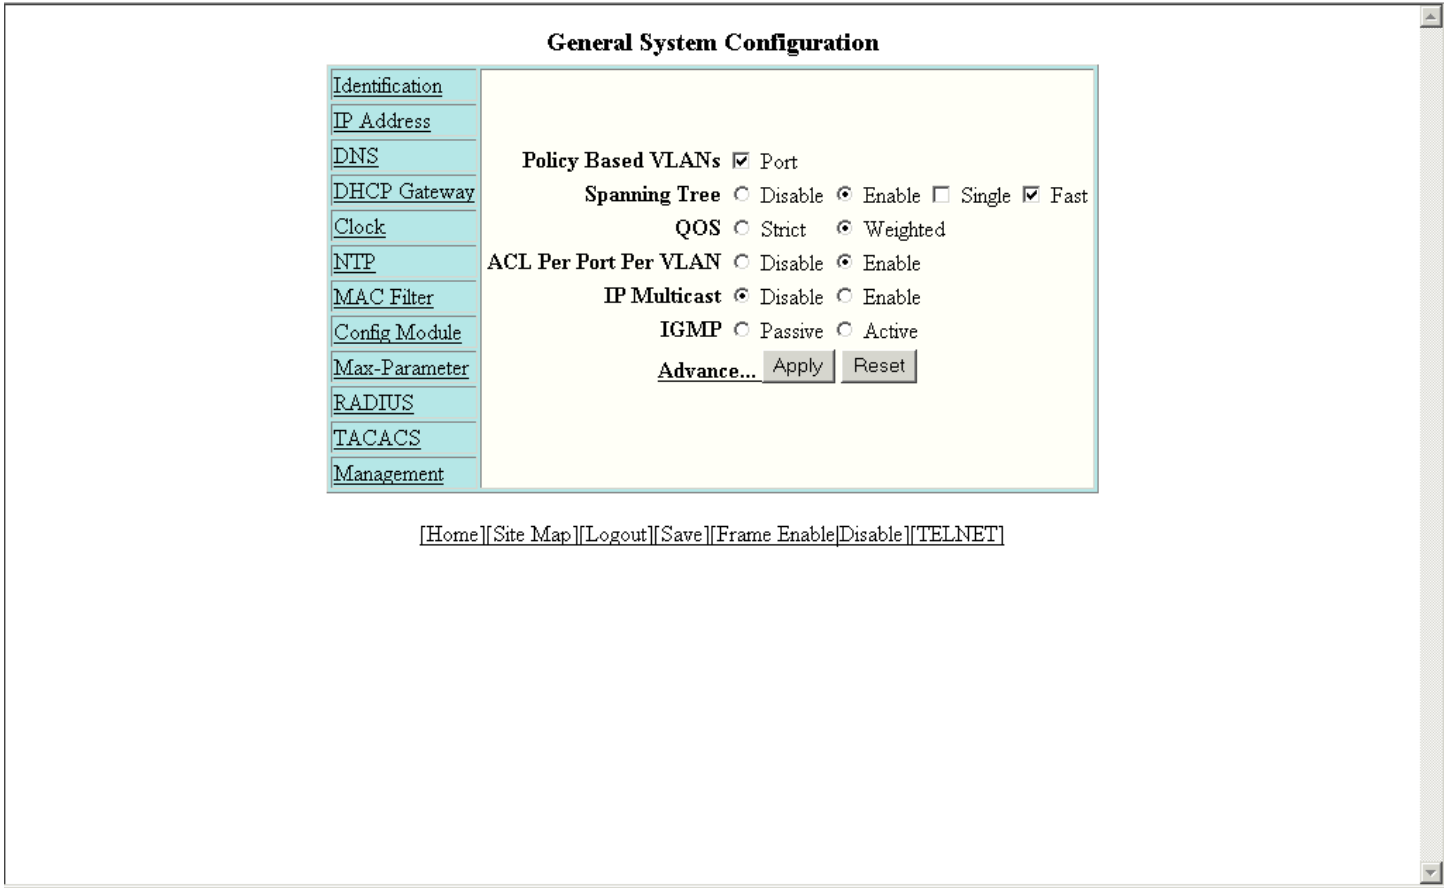 General System Configuration
Identification
IP Address
DNS
DHCP Gateway
Clock
NTP
MAC Filter
Config Module
Max-Parameter
RADIUS
TACACS
Management
Policy Based VLANs Port
Spanning Tree Disable Enable Single Fast
QOS Strict Weighted
ACL Per Port Per VLAN Disable Enable
IP Multicast Disable Enable
IGMP Passive Active
Advance... Apply Reset
[Home][Site Map][Logout][Save][Frame Enable|Disable][TELNET]